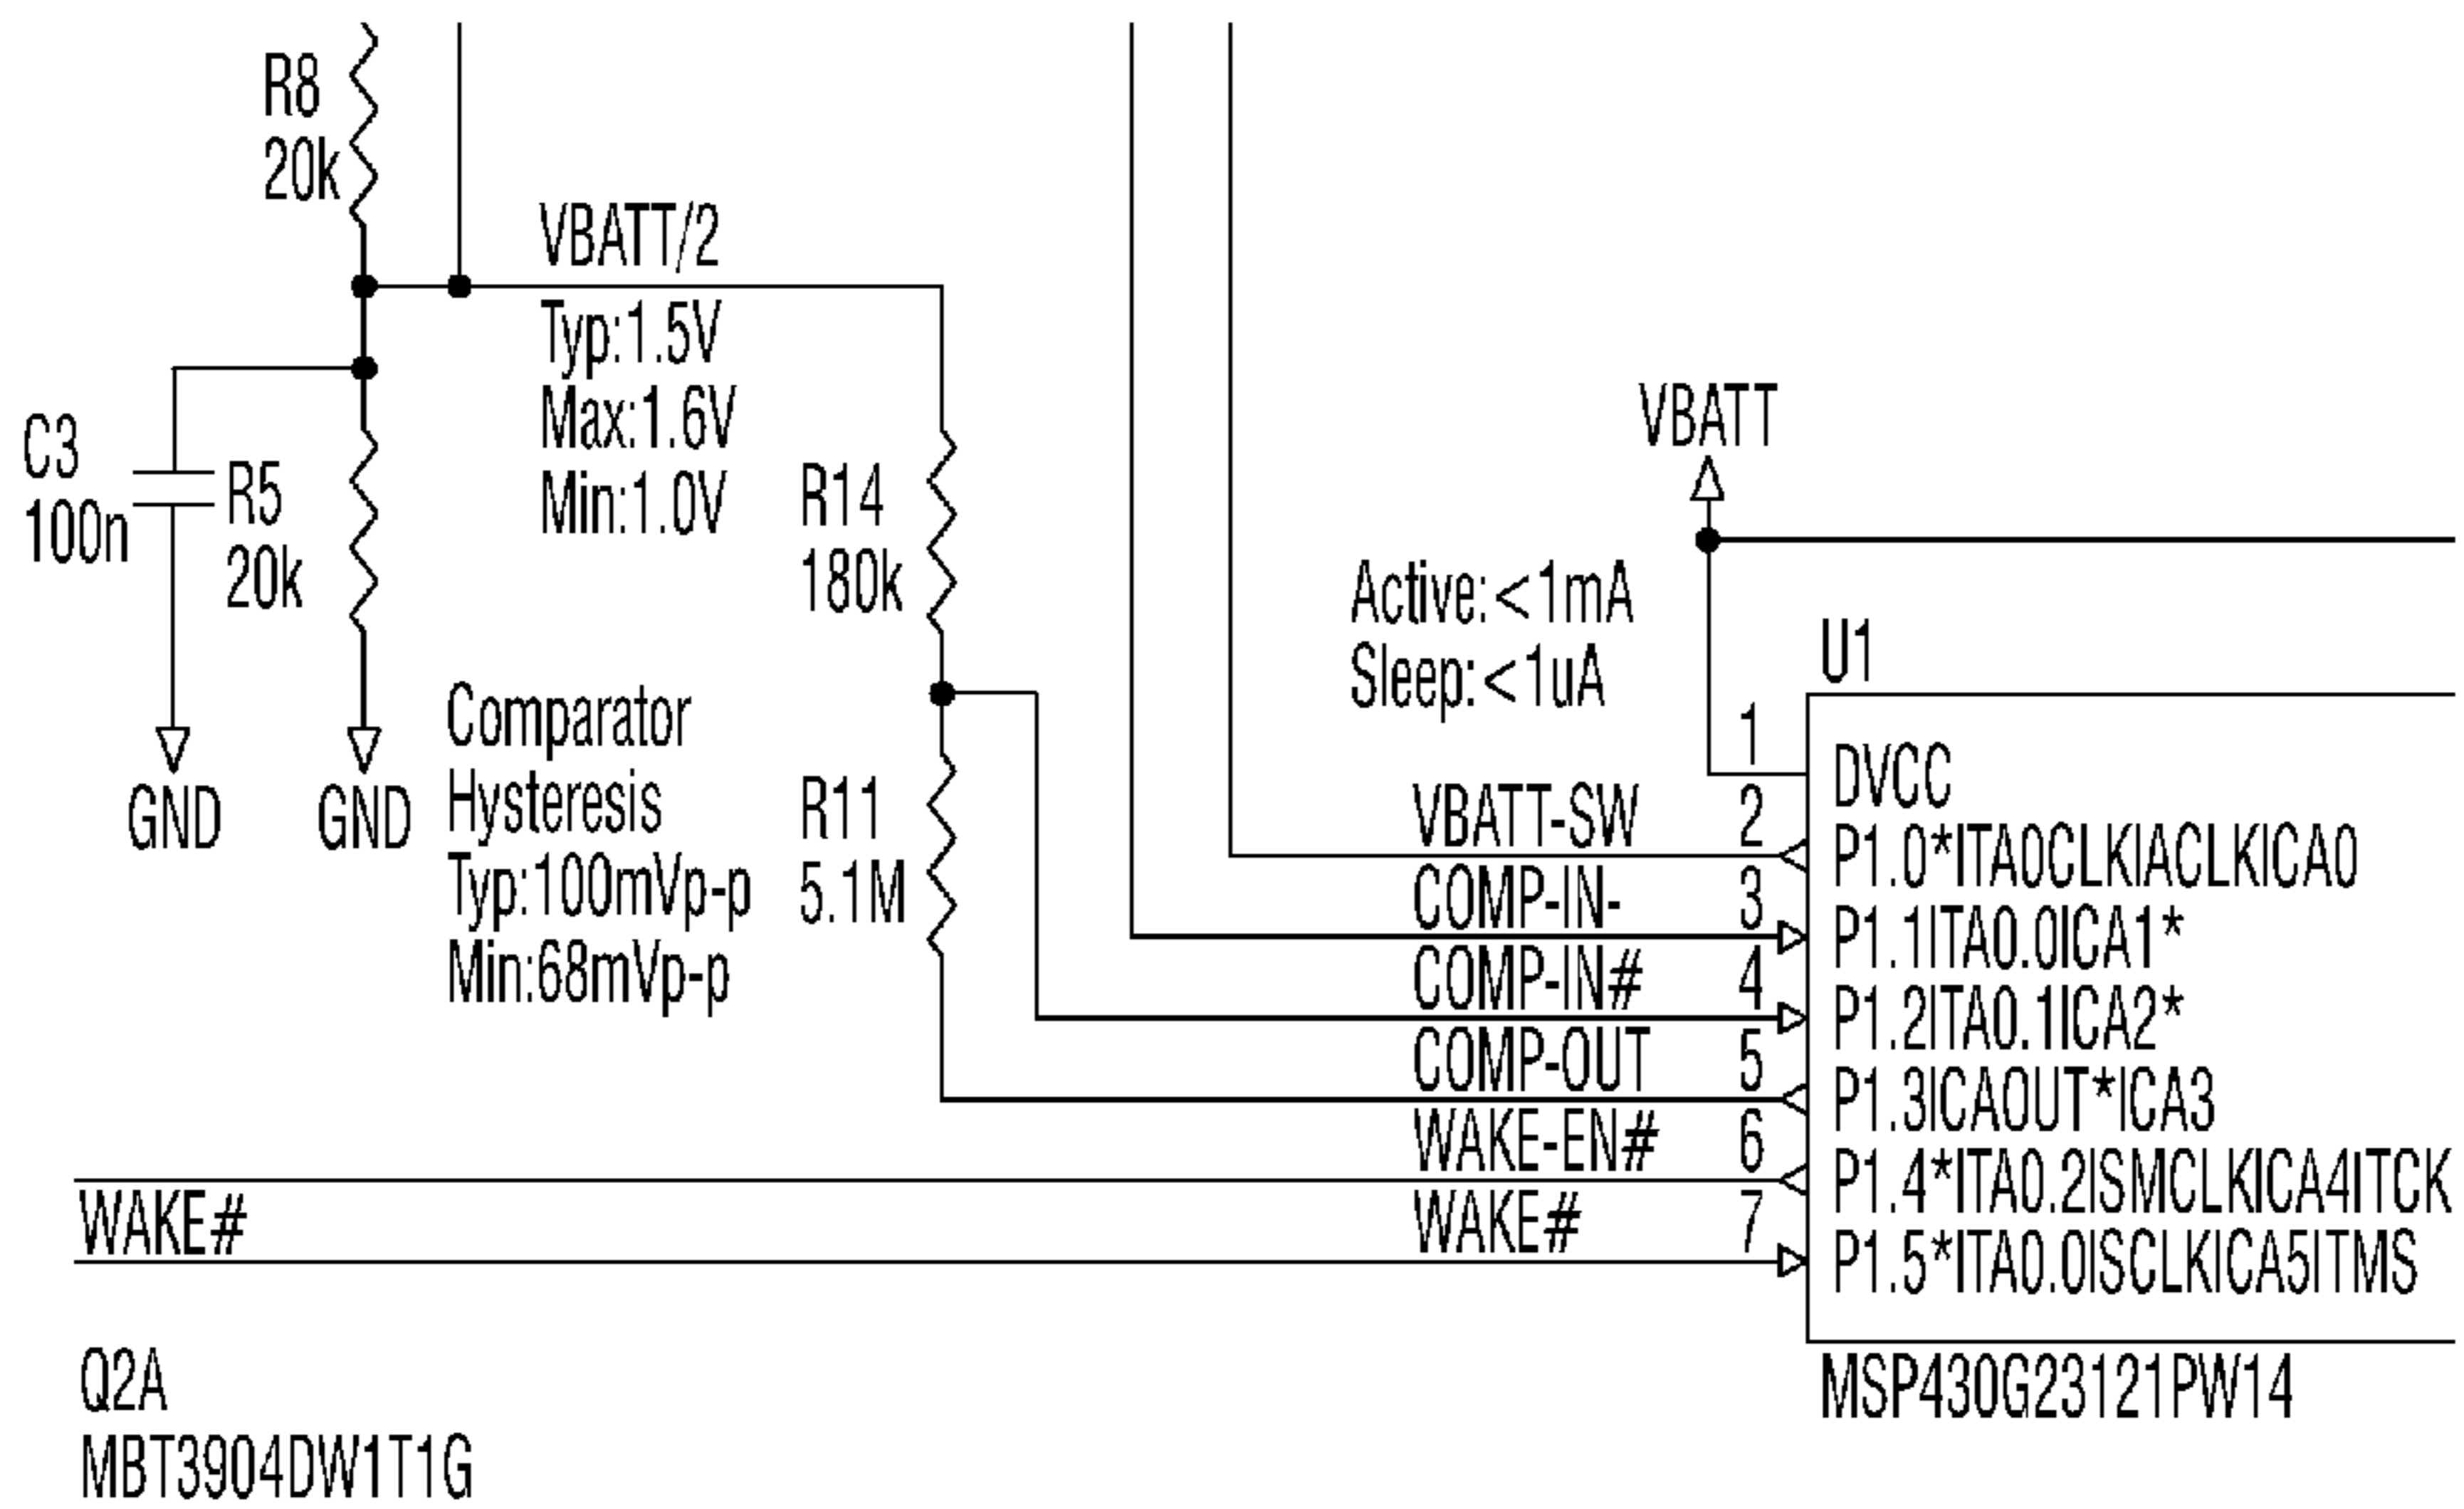 R8
20k
VBATT/2
Typ:1.5V
Max:1.6V
Min:1.0V
C3
100n
R5
20k
R14
180k
GND
GND
Comparator
Hysteresis
Typ:100mVp-p
Min:68mVp-p
R11
5.1M
VBATT
Active:<1mA
Sleep:<1uA
U1
1
DVCC
VBATT-SW 2
P1.0*ITA0CLKIACLKICA0
COMP-IN- 3
P1.1ITA0.0ICA1*
COMP-IN# 4
P1.2ITA0.1ICA2*
COMP-OUT 5
P1.3ICAOUT*ICA3
WAKE-EN# 6
P1.4*ITA0.2ISMCLKICA4ITCK
WAKE#
WAKE# 7
P1.5*ITA0.0ISCLKICA5ITMS
MSP430G23121PW14
Q2A
MBT3904DW1T1G